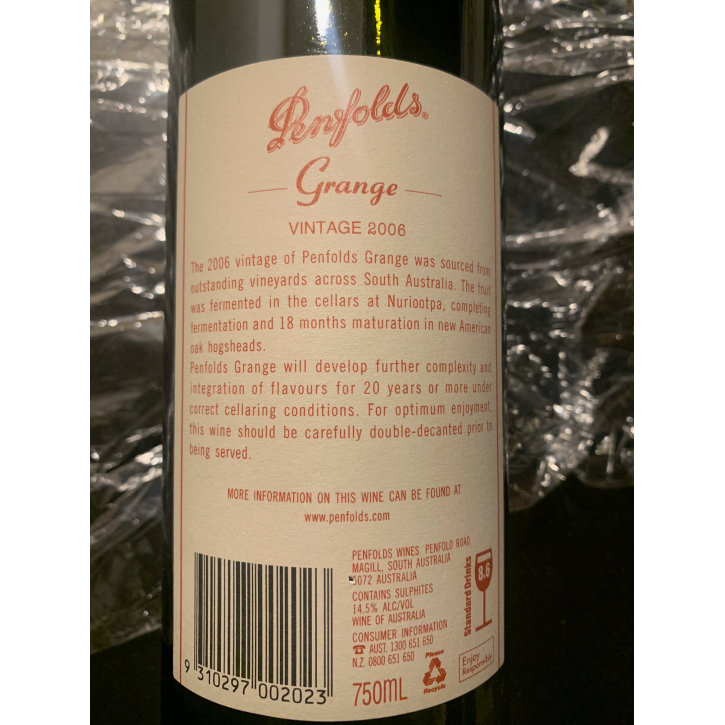 Penfolds.
Grange
VINTAGE 2006
The 2006 vintage of Penfolds Grange was sourced from
outstanding vineyards across South Australia. The fruit
was fermented in the cellars at Nuriootpa, completing
fermentation and 18 months maturation in new American
oak hogsheads.
Penfolds Grange will develop further complexity and
integration of flavours for 20 years or more under
correct cellaring conditions. For optimum enjoyment,
this wine should be carefully double-decanted prior to
being served.
MORE INFORMATION ON THIS WINE CAN BE FOUND AT
www.penfolds.com
PENFOLDS WINES PENFOLD ROAD,
MAGILL, SOUTH AUSTRALIA
5072 AUSTRALIA
CONTAINS SULPHITES
14.5% ALC/VOL
WINE OF AUSTRALIA
CONSUMER INFORMATION
☎ AUST. 1300 651 650
N.Z. 0800 651 650
750mL
Please
Recycle
Standard Drinks
8.6
Enjoy
Responsibly
9 310297 002023